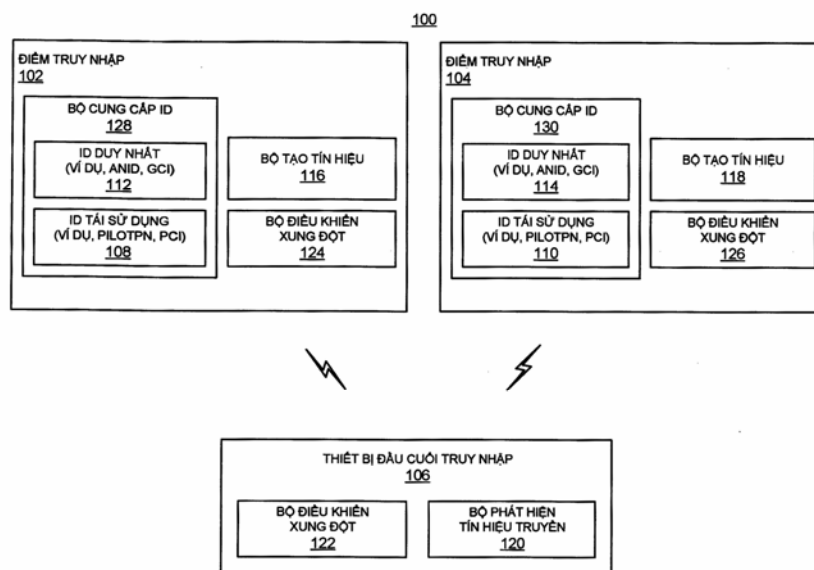 100
ĐIỂM TRUY NHẬP
102
BỘ CUNG CẤP ID
128
ID DUY NHẤT
(VÍ DỤ, ANID, GCI)
112
ID TÁI SỬ DỤNG
(VÍ DỤ, PILOTPN, PCI)
108
BỘ TẠO TÍN HIỆU
116
BỘ ĐIỀU KHIỂN
XUNG ĐỘT
124
ĐIỂM TRUY NHẬP
104
BỘ CUNG CẤP ID
130
ID DUY NHẤT
(VÍ DỤ, ANID, GCI)
114
ID TÁI SỬ DỤNG
(VÍ DỤ, PILOTPN, PCI)
110
BỘ TẠO TÍN HIỆU
118
BỘ ĐIỀU KHIỂN
XUNG ĐỘT
126
THIẾT BỊ ĐẦU CUỐI TRUY NHẬP
106
BỘ ĐIỀU KHIỂN
XUNG ĐỘT
122
BỘ PHÁT HIỆN
TÍN HIỆU TRUYỀN
120